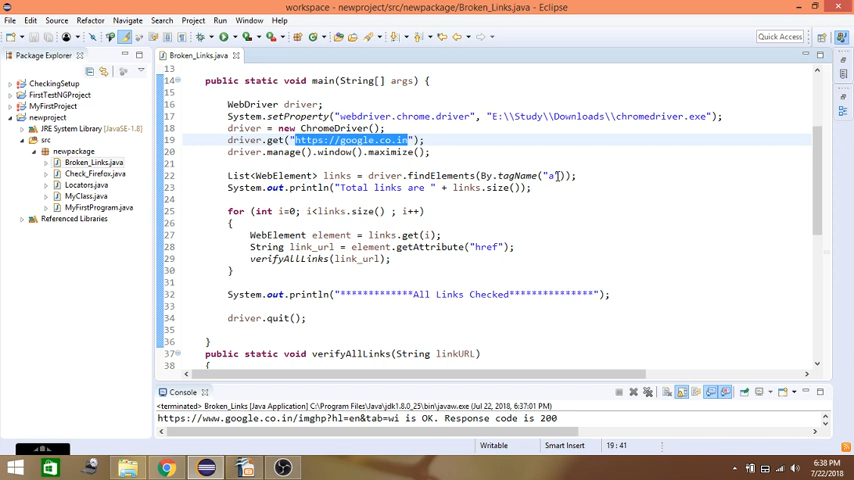 workspace - newproject/src/newpackage/Broken_Links.java - Eclipse
File Edit Source Refactor Navigate Search Project Run Window Help
Quick Access
Package Explorer
CheckingSetup
FirstTestNGProject
MyFirstProject
newproject
JRE System Library [JavaSE-1.8]
src
newpackage
Broken_Links.java
Check_Firefox.java
Locators.java
MyClass.java
MyFirstProgram.java
Referenced Libraries
Broken_Links.java
13
14 public static void main(String[] args) {
15
16 WebDriver driver;
17 System.setProperty("webdriver.chrome.driver", "E:\\Study\\Downloads\\chromedriver.exe");
18 driver = new ChromeDriver();
19 driver.get("https://google.co.in");
20 driver.manage().window().maximize();
21
22 List<WebElement> links = driver.findElements(By.tagName("a"));
23 System.out.println("Total links are " + links.size());
24
25 for (int i=0; i<links.size() ; i++)
26 {
27 WebElement element = links.get(i);
28 String link_url = element.getAttribute("href");
29 verifyAllLinks(link_url);
30 }
31
32 System.out.println("*************All Links Checked***************");
33
34 driver.quit();
35
36 }
37 public static void verifyAllLinks(String linkURL)
38
Console
<terminated> Broken_Links [Java Application] C:\Program Files\Java\jdk1.8.0_25\bin\javaw.exe (Jul 22, 2018, 6:37:01 PM)
https://www.google.co.in/imghp?hl=en&tab=wi is OK. Response code is 200
Writable Smart Insert 19 : 41
6:38 PM
7/22/2018